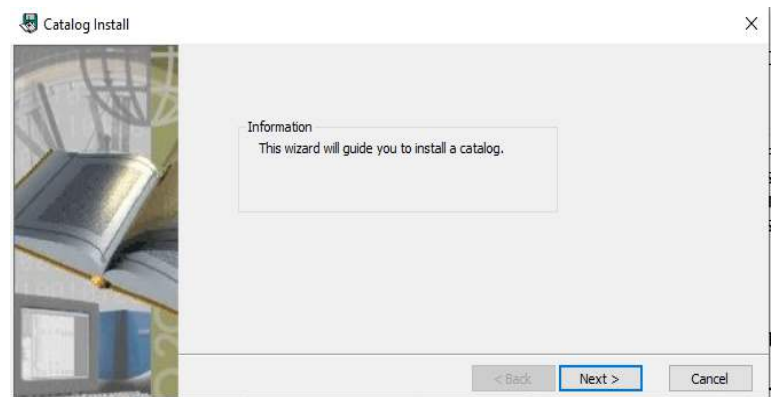 Catalog Install
Information
This wizard will guide you to install a catalog.
< Back
Next >
Cancel